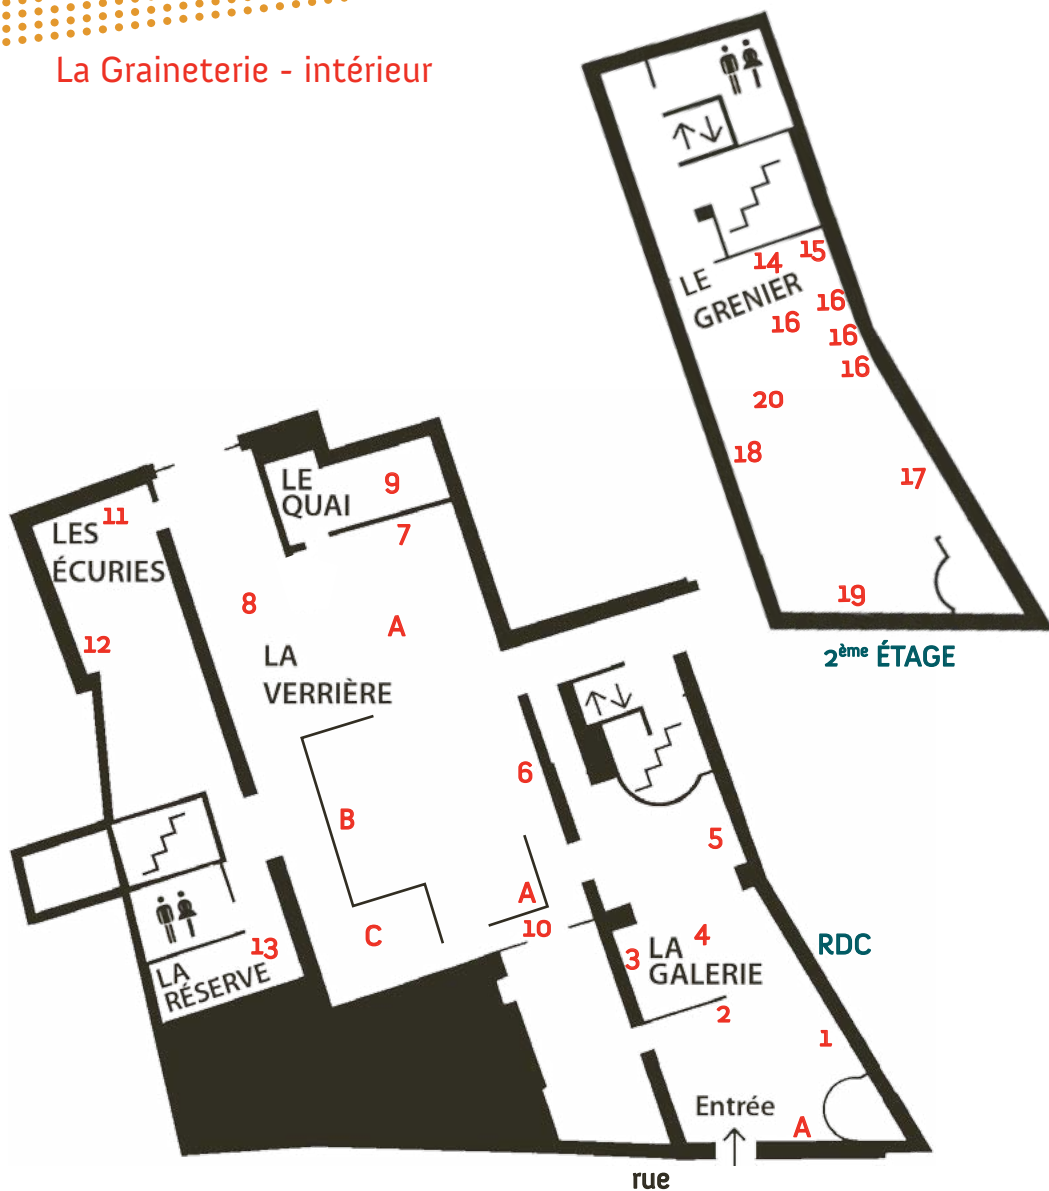 La Graineterie - intérieur
14
15
LE
GRENIER
16
16
16
16
20
18
17
19
2ème ÉTAGE
LE
QUAI
9
7
11
LES
ÉCURIES
8
A
12
LA
VERRIÈRE
6
B
5
A
10
C
13
LA
RÉSERVE
3
4
LA
GALERIE
RDC
2
1
Entrée
A
rue